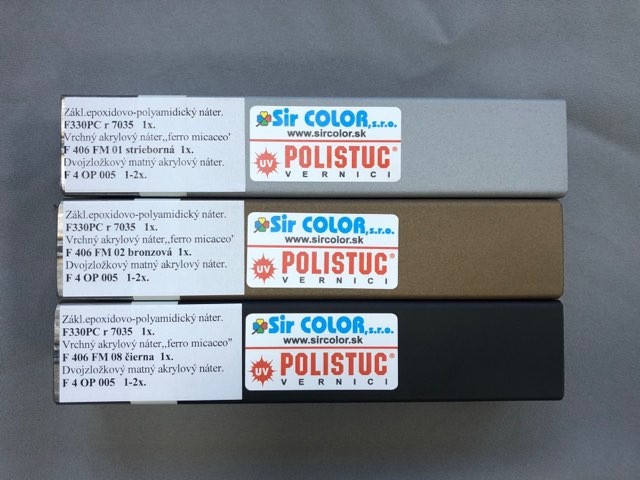 Zákl.epoxidovo-polyamidický náter.
F330PC r 7035 1x.
Vrchný akrylový náter,,ferro micaceo'
F 406 FM 01 strieborná 1x.
Dvojzložkový matný akrylový náter.
F 4 OP 005 1-2x.
Sir COLOR,s.r.o.
www.sircolor.sk
UV POLISTUC®
VERNICI
Zákl.epoxidovo-polyamidický náter.
F330PC r 7035 1x.
Vrchný akrylový náter,,ferro micaceo'
F 406 FM 02 bronzová 1x.
Dvojzložkový matný akrylový náter.
F 4 OP 005 1-2x.
Sir COLOR,s.r.o.
www.sircolor.sk
UV POLISTUC®
VERNICI
Zákl.epoxidovo-polyamidický náter.
F330PC r 7035 1x.
Vrchný akrylový náter,,ferro micaceo"
F 406 FM 08 čierna 1x.
Dvojzložkový matný akrylový náter.
F 4 OP 005 1-2x.
Sir COLOR,s.r.o.
www.sircolor.sk
UV POLISTUC®
VERNICI